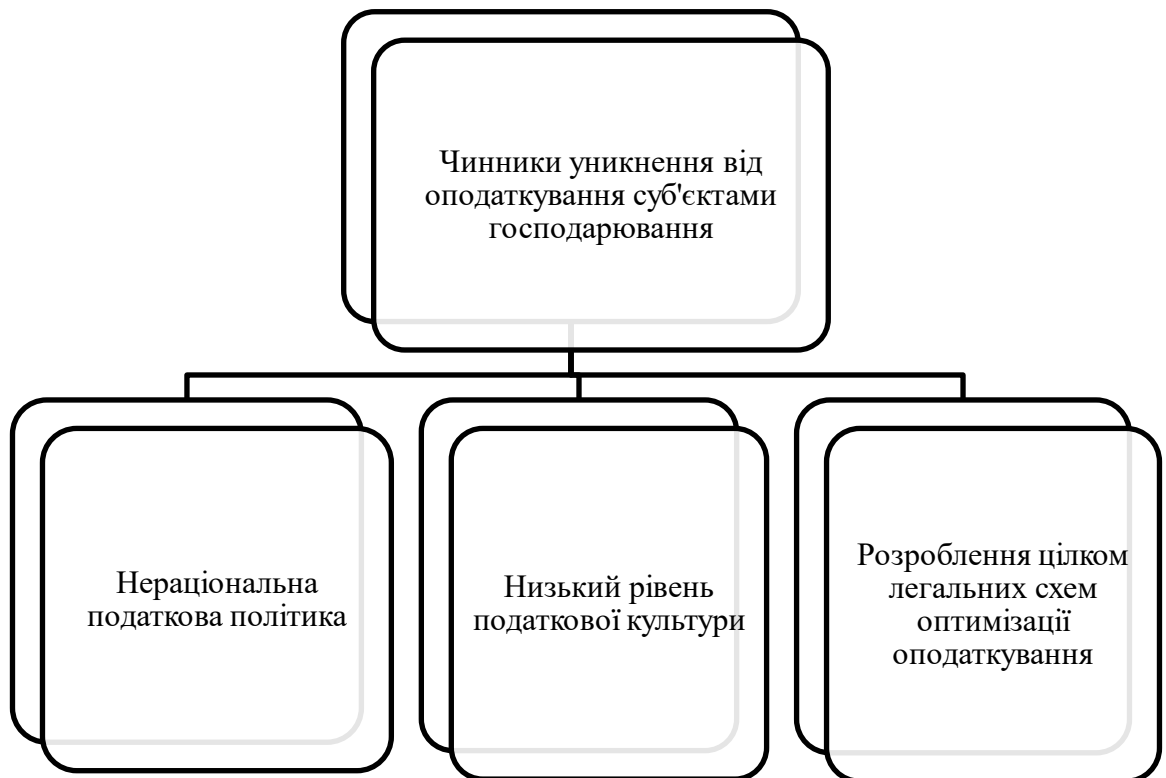 Чинники уникнення від
оподаткування суб'єктами
господарювання
Нераціональна
податкова політика
Низький рівень
податкової культури
Розроблення цілком
легальних схем
оптимізації
оподаткування